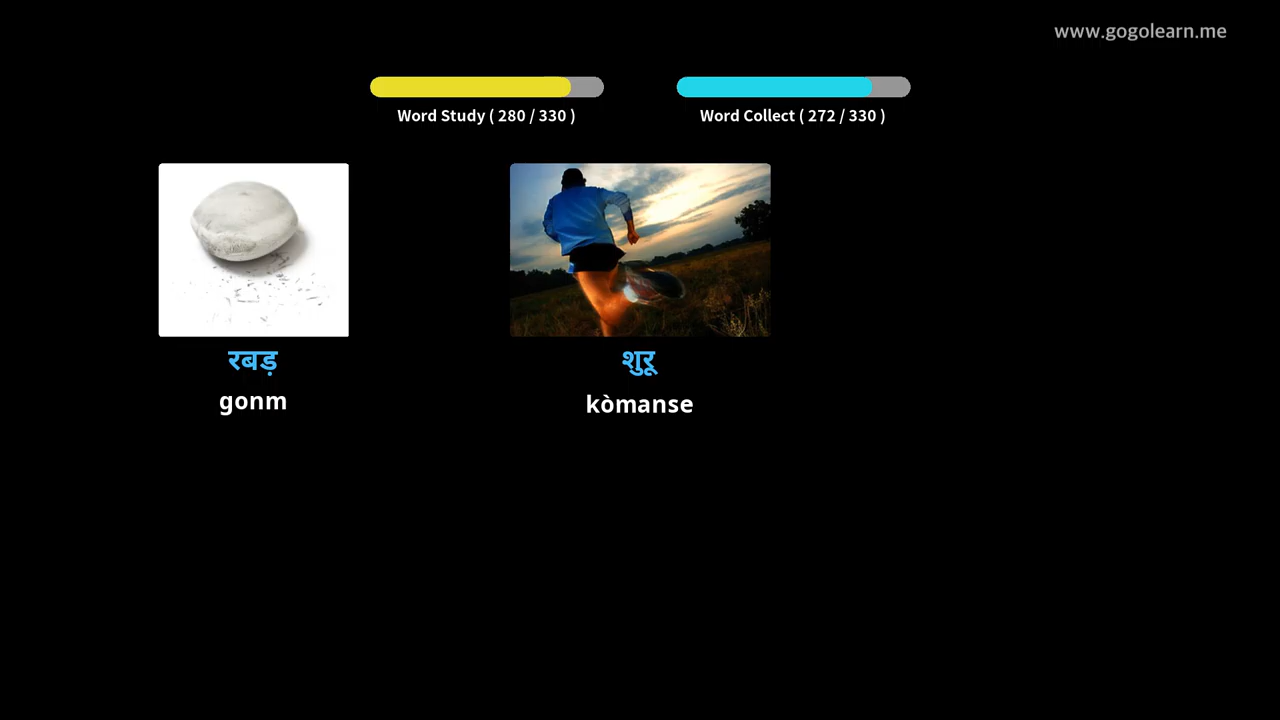 www.gogolearn.me
Word Study ( 280 / 330 )
Word Collect ( 272 / 330 )
रबड़
gonm
शुरू
kòmanse